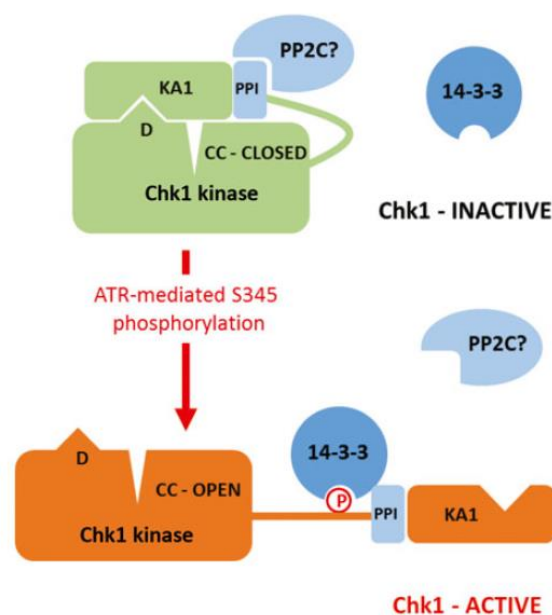 PP2C?
KA1
PPI
14-3-3
D
CC - CLOSED
Chk1 kinase
Chk1 - INACTIVE
ATR-mediated S345
phosphorylation
PP2C?
14-3-3
D
CC - OPEN
P
PPI
KA1
Chk1 kinase
Chk1 - ACTIVE